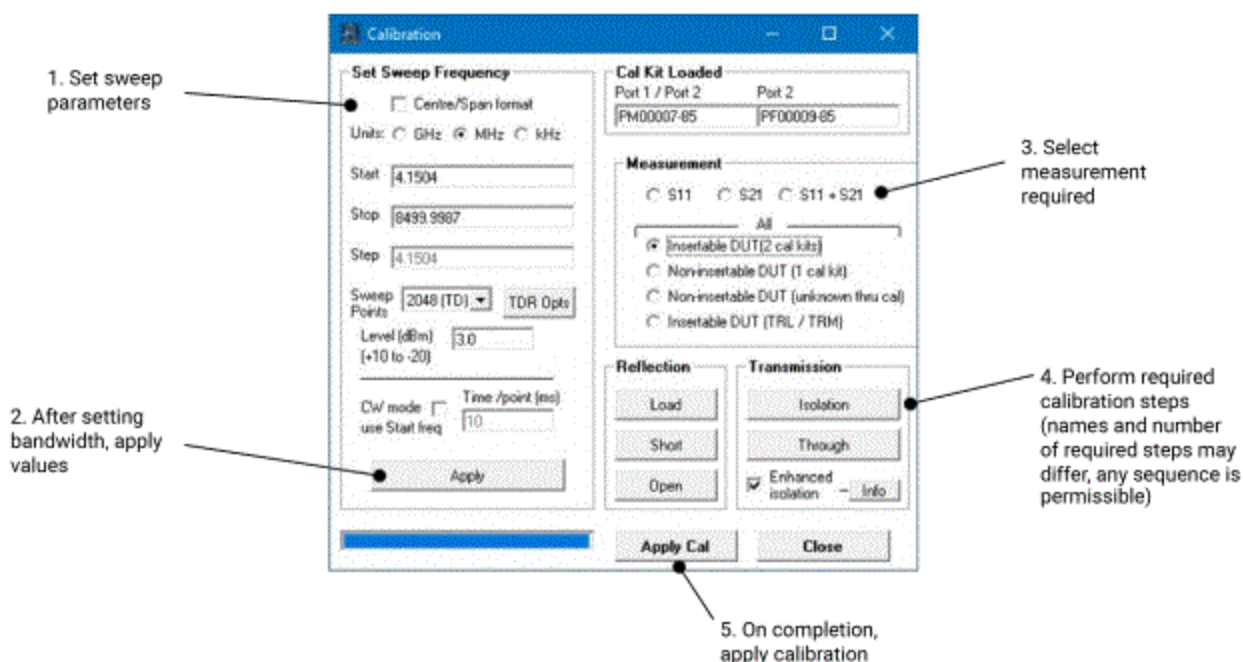 Calibration
1. Set sweep
parameters
Set Sweep Frequency
Centre/Span format
Units: GHz MHz kHz
Start 4.1504
Stop 8499.9987
Step 4.1504
Sweep
Points 2048 (TD) TDR Opts
Level (dBm)
(+10 to -20) 3.0
CW mode
use Start freq
Time /point (ms)
10
Apply
2. After setting
bandwidth, apply
values
Cal Kit Loaded
Port 1 / Port 2 Port 2
PM00007-85 PF00009-85
Measurement
S11 S21 S11 + S21
All
Insertable DUT(2 cal kits)
Non-insertable DUT (1 cal kit)
Non-insertable DUT (unknown thru cal)
Insertable DUT (TRL / TRM)
3. Select
measurement
required
Reflection
Load
Short
Open
Transmission
Isolation
Through
Enhanced
isolation – Info
4. Perform required
calibration steps
(names and number
of required steps may
differ, any sequence is
permissible)
Apply Cal Close
5. On completion,
apply calibration